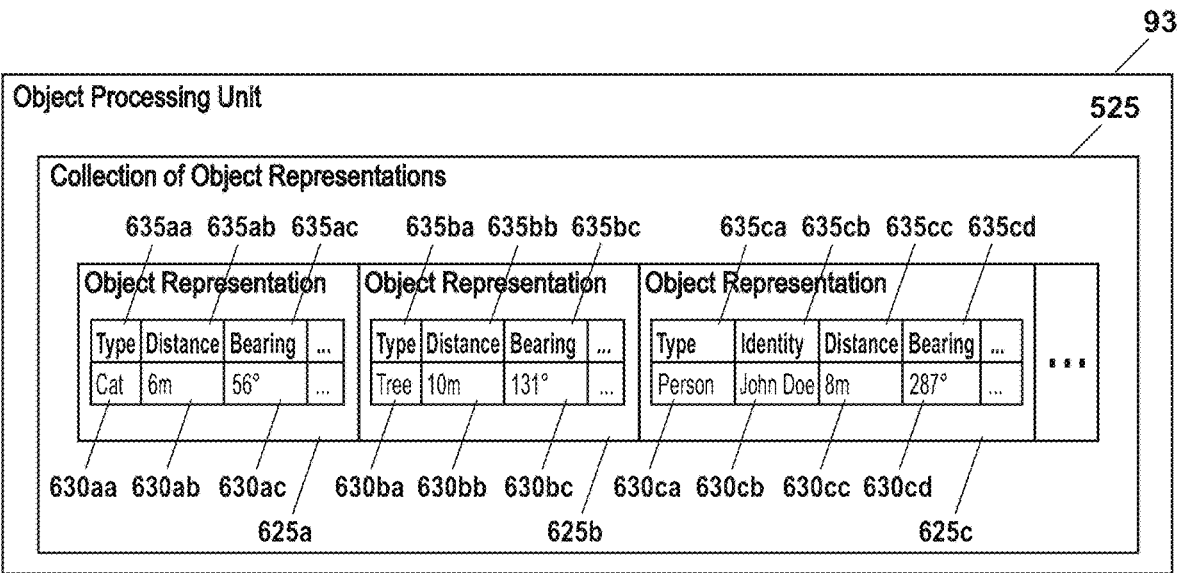 93
Object Processing Unit
525
Collection of Object Representations
635aa 635ab 635ac 635ba 635bb 635bc 635ca 635cb 635cc 635cd
Object Representation Object Representation Object Representation
Type Distance Bearing ... Type Distance Bearing ... Type Identity Distance Bearing ...
Cat 6m 56° ... Tree 10m 131° ... Person John Doe 8m 287° ...
...
630aa 630ab 630ac 630ba 630bb 630bc 630ca 630cb 630cc 630cd
625a 625b 625c